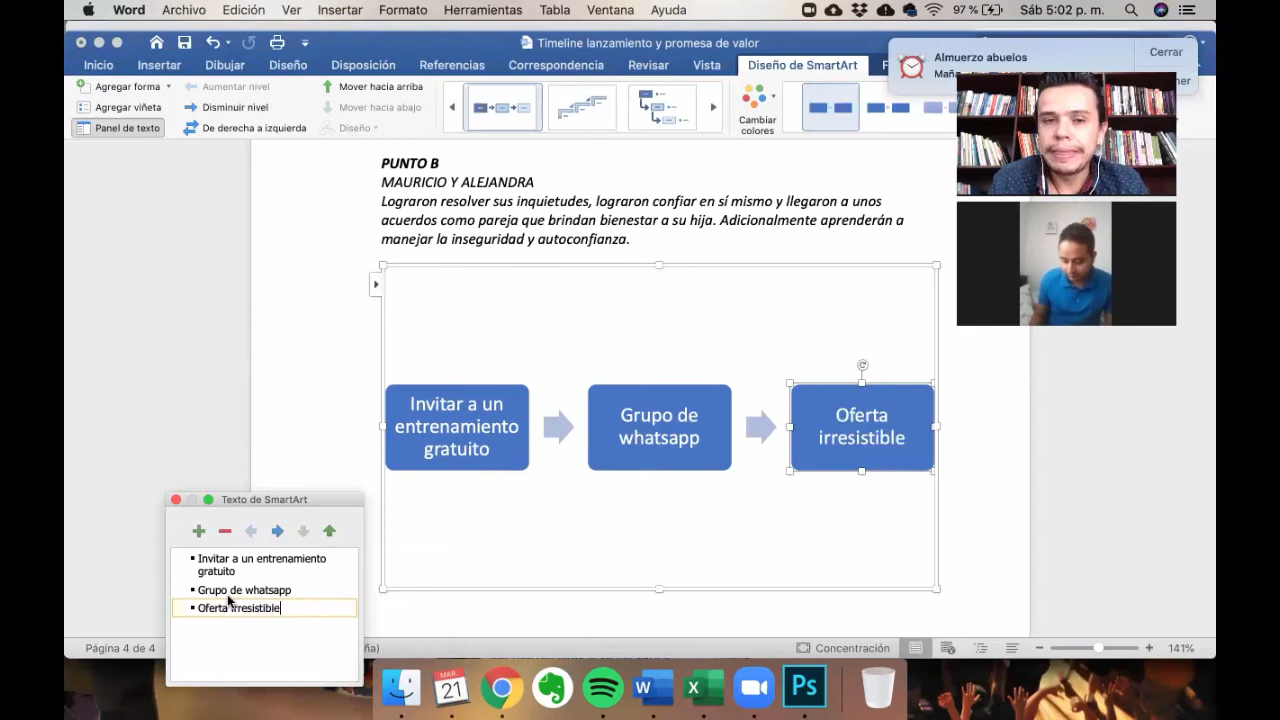 Word Archivo Edición Ver Insertar Formato Herramientas Tabla Ventana Ayuda 97 % Sáb 5:02 p. m.
Timeline lanzamiento y promesa de valor
Inicio Insertar Dibujar Diseño Disposición Referencias Correspondencia Revisar Vista Diseño de SmartArt
Almuerzo abuelos
Cerrar
Agregar forma Aumentar nivel Mover hacia arriba
Agregar viñeta Disminuir nivel Mover hacia abajo
Panel de texto De derecha a izquierda Diseño
Cambiar
colores
PUNTO B
MAURICIO Y ALEJANDRA
Lograron resolver sus inquietudes, lograron confiar en sí mismo y llegaron a unos
acuerdos como pareja que brindan bienestar a su hija. Adicionalmente aprenderán a
manejar la inseguridad y autoconfianza.
Invitar a un
entrenamiento
gratuito
Grupo de
whatsapp
Oferta
irresistible
Texto de SmartArt
Invitar a un entrenamiento
gratuito
Grupo de whatsapp
Oferta irresistible
Página 4 de 4
Concentración
141%
MAR.
21
Ps